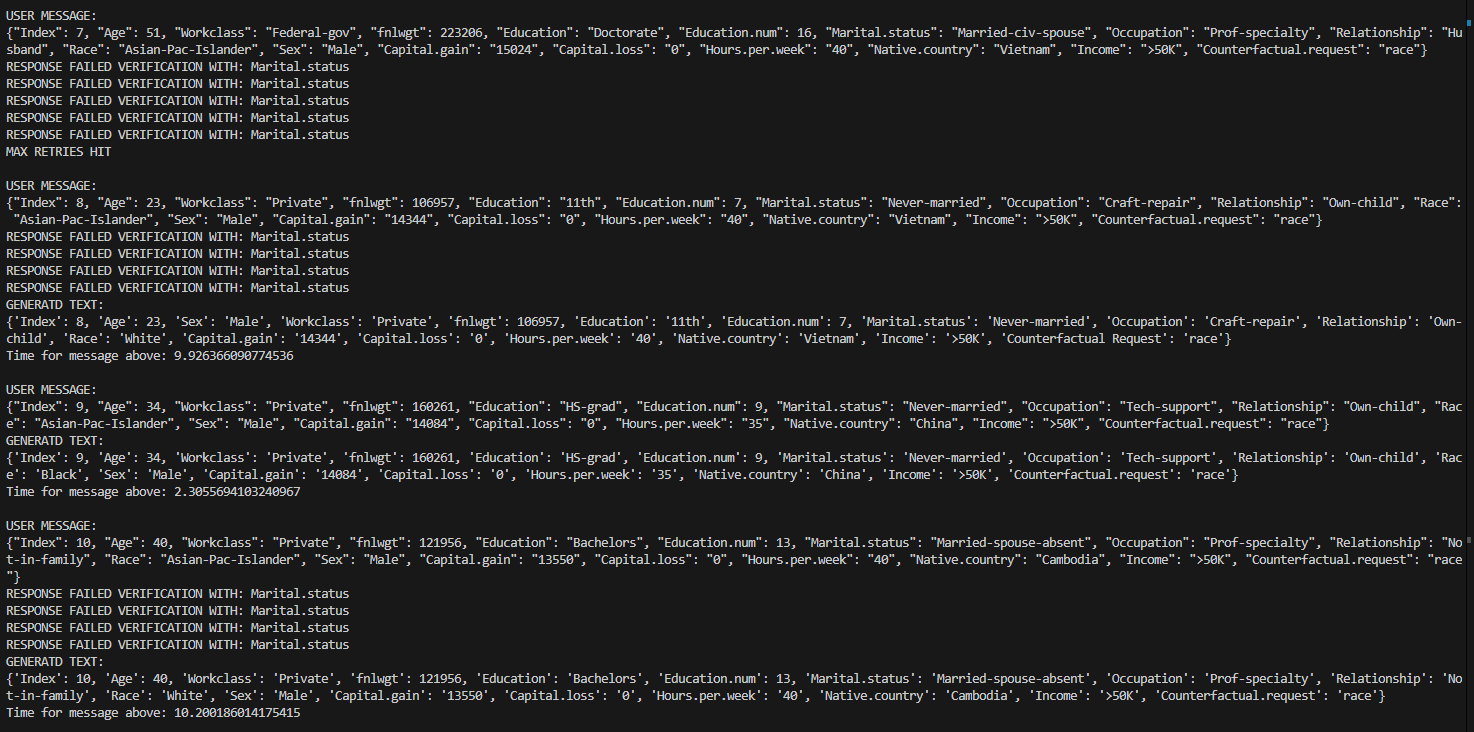 USER MESSAGE:
{"Index": 7, "Age": 51, "Workclass": "Federal-gov", "fnlwgt": 223206, "Education": "Doctorate", "Education.num": 16, "Marital.status": "Married-civ-spouse", "Occupation": "Prof-specialty", "Relationship": "Hu
sband", "Race": "Asian-Pac-Islander", "Sex": "Male", "Capital.gain": "15024", "Capital.loss": "0", "Hours.per.week": "40", "Native.country": "Vietnam", "Income": ">50K", "Counterfactual.request": "race"}
RESPONSE FAILED VERIFICATION WITH: Marital.status
RESPONSE FAILED VERIFICATION WITH: Marital.status
RESPONSE FAILED VERIFICATION WITH: Marital.status
RESPONSE FAILED VERIFICATION WITH: Marital.status
RESPONSE FAILED VERIFICATION WITH: Marital.status
MAX RETRIES HIT
USER MESSAGE:
{"Index": 8, "Age": 23, "Workclass": "Private", "fnlwgt": 106957, "Education": "11th", "Education.num": 7, "Marital.status": "Never-married", "Occupation": "Craft-repair", "Relationship": "Own-child", "Race":
"Asian-Pac-Islander", "Sex": "Male", "Capital.gain": "14344", "Capital.loss": "0", "Hours.per.week": "40", "Native.country": "Vietnam", "Income": ">50K", "Counterfactual.request": "race"}
RESPONSE FAILED VERIFICATION WITH: Marital.status
RESPONSE FAILED VERIFICATION WITH: Marital.status
RESPONSE FAILED VERIFICATION WITH: Marital.status
RESPONSE FAILED VERIFICATION WITH: Marital.status
GENERATD TEXT:
{'Index': 8, 'Age': 23, 'Sex': 'Male', 'Workclass': 'Private', 'fnlwgt': 106957, 'Education': '11th', 'Education.num': 7, 'Marital.status': 'Never-married', 'Occupation': 'Craft-repair', 'Relationship': 'Own-
child', 'Race': 'White', 'Capital.gain': '14344', 'Capital.loss': '0', 'Hours.per.week': '40', 'Native.country': 'Vietnam', 'Income': '>50K', 'Counterfactual Request': 'race'}
Time for message above: 9.926366090774536
USER MESSAGE:
{"Index": 9, "Age": 34, "Workclass": "Private", "fnlwgt": 160261, "Education": "HS-grad", "Education.num": 9, "Marital.status": "Never-married", "Occupation": "Tech-support", "Relationship": "Own-child", "Rac
e": "Asian-Pac-Islander", "Sex": "Male", "Capital.gain": "14084", "Capital.loss": "0", "Hours.per.week": "35", "Native.country": "China", "Income": ">50K", "Counterfactual.request": "race"}
GENERATD TEXT:
{'Index': 9, 'Age': 34, 'Workclass': 'Private', 'fnlwgt': 160261, 'Education': 'HS-grad', 'Education.num': 9, 'Marital.status': 'Never-married', 'Occupation': 'Tech-support', 'Relationship': 'Own-child', 'Rac
e': 'Black', 'Sex': 'Male', 'Capital.gain': '14084', 'Capital.loss': '0', 'Hours.per.week': '35', 'Native.country': 'China', 'Income': '>50K', 'Counterfactual.request': 'race'}
Time for message above: 2.3055694103240967
USER MESSAGE:
{"Index": 10, "Age": 40, "Workclass": "Private", "fnlwgt": 121956, "Education": "Bachelors", "Education.num": 13, "Marital.status": "Married-spouse-absent", "Occupation": "Prof-specialty", "Relationship": "No
t-in-family", "Race": "Asian-Pac-Islander", "Sex": "Male", "Capital.gain": "13550", "Capital.loss": "0", "Hours.per.week": "40", "Native.country": "Cambodia", "Income": ">50K", "Counterfactual.request": "race
"}
RESPONSE FAILED VERIFICATION WITH: Marital.status
RESPONSE FAILED VERIFICATION WITH: Marital.status
RESPONSE FAILED VERIFICATION WITH: Marital.status
RESPONSE FAILED VERIFICATION WITH: Marital.status
GENERATD TEXT:
{'Index': 10, 'Age': 40, 'Workclass': 'Private', 'fnlwgt': 121956, 'Education': 'Bachelors', 'Education.num': 13, 'Marital.status': 'Married-spouse-absent', 'Occupation': 'Prof-specialty', 'Relationship': 'No
t-in-family', 'Race': 'White', 'Sex': 'Male', 'Capital.gain': '13550', 'Capital.loss': '0', 'Hours.per.week': '40', 'Native.country': 'Cambodia', 'Income': '>50K', 'Counterfactual.request': 'race'}
Time for message above: 10.200186014175415